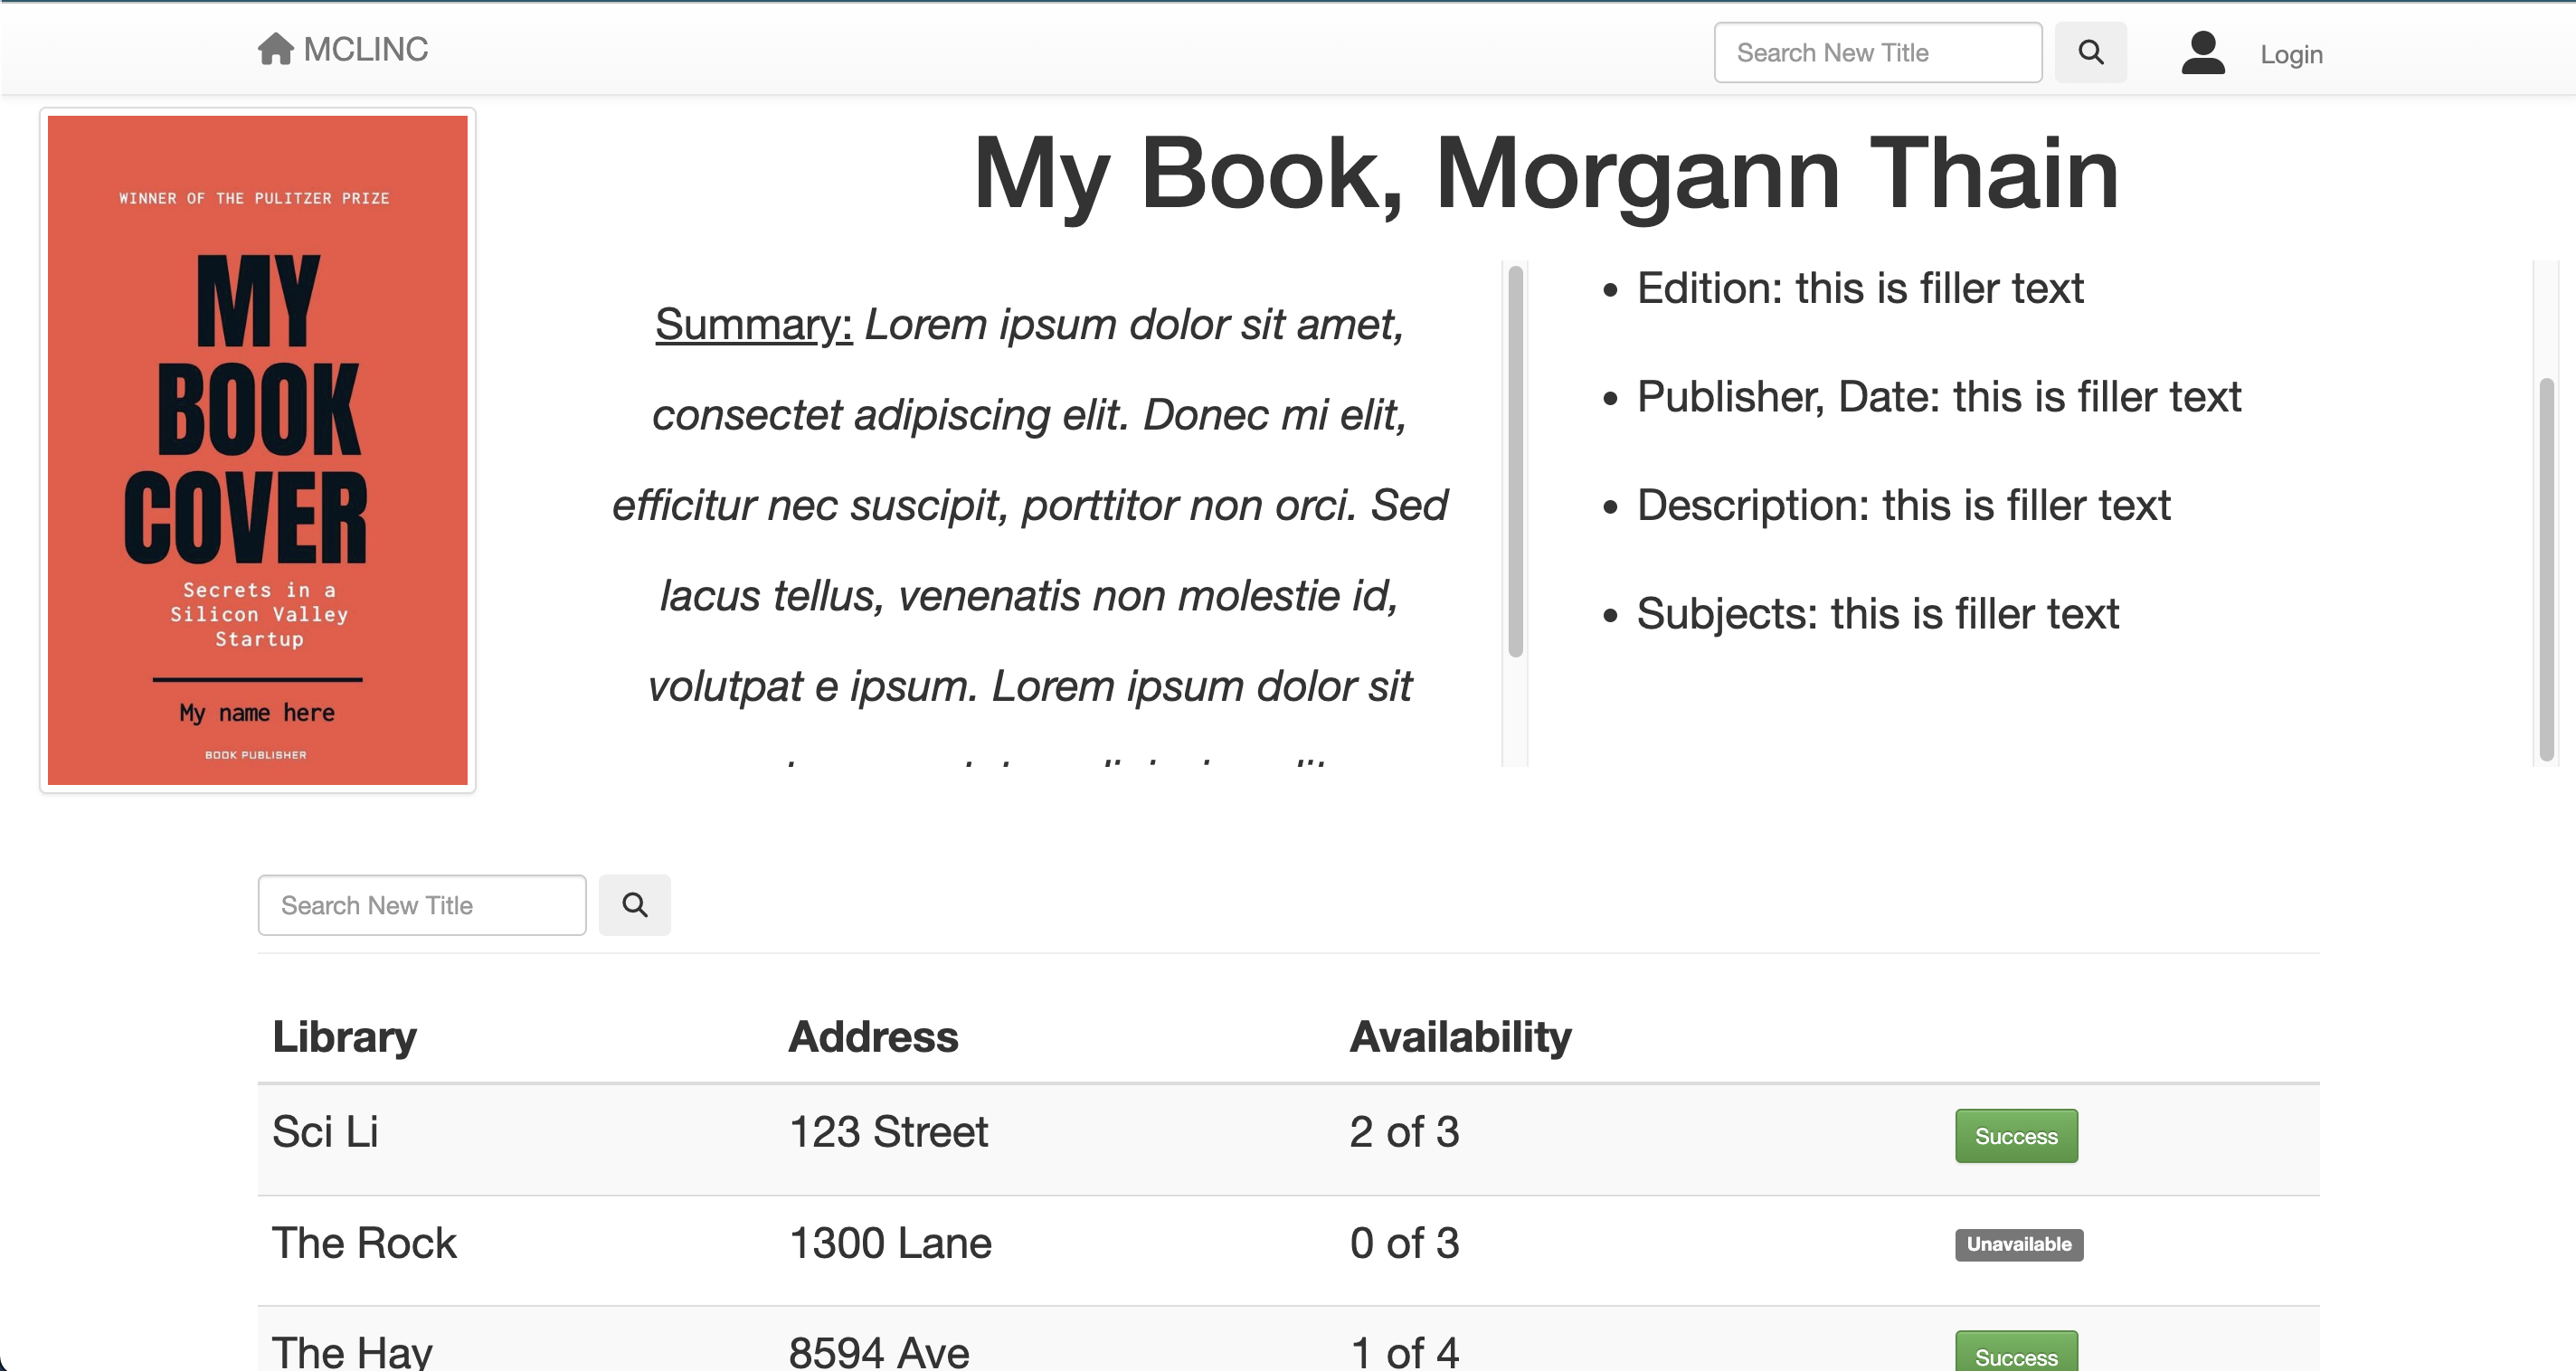 MCLINC
Search New Title
Login
WINNER OF THE PULITZER PRIZE
MY
BOOK
COVER
Secrets in a
Silicon Valley
Startup
My name here
BOOK PUBLISHER
My Book, Morgann Thain
Summary: Lorem ipsum dolor sit amet,
consectet adipiscing elit. Donec mi elit,
efficitur nec suscipit, porttitor non orci. Sed
lacus tellus, venenatis non molestie id,
volutpat e ipsum. Lorem ipsum dolor sit
• Edition: this is filler text
• Publisher, Date: this is filler text
• Description: this is filler text
• Subjects: this is filler text
Search New Title
Library Address Availability
Sci Li 123 Street 2 of 3 Success
The Rock 1300 Lane 0 of 3 Unavailable
The Hay 8594 Ave 1 of 4 Success